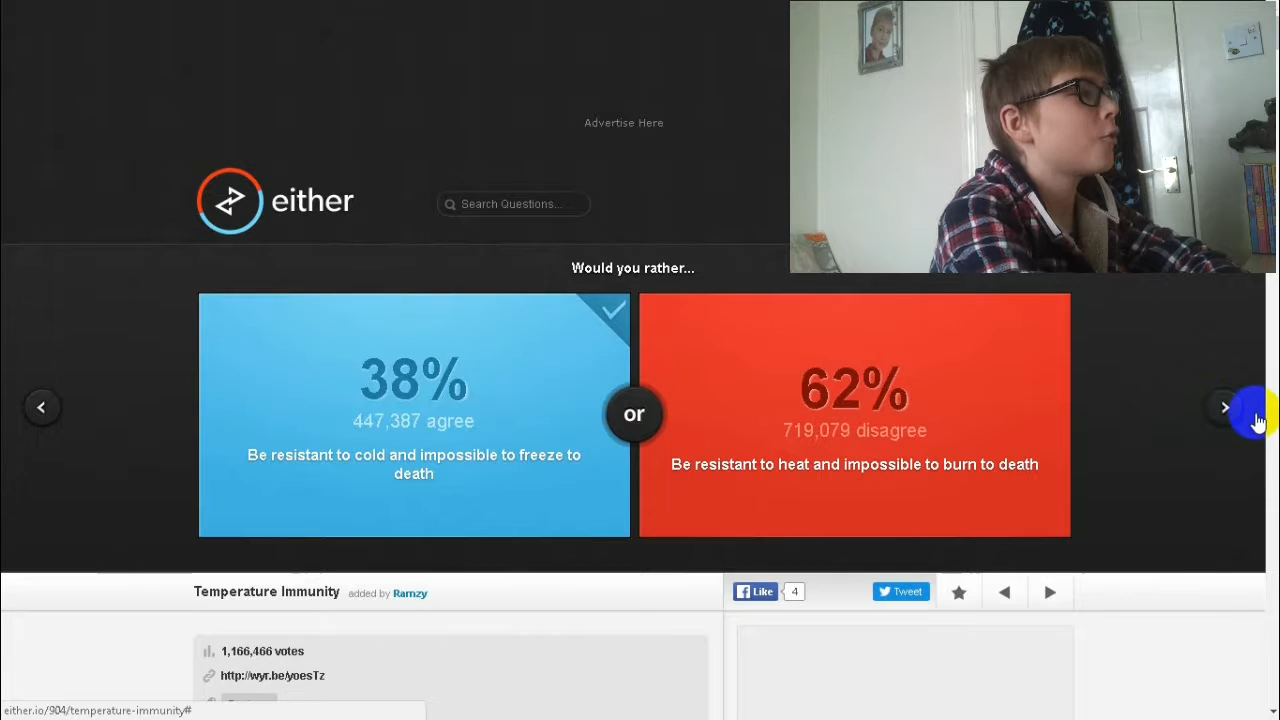 Advertise Here
either
Search Questions...
Would you rather...
38%
447,387 agree
Be resistant to cold and impossible to freeze to
death
or
62%
719,079 disagree
Be resistant to heat and impossible to burn to death
Temperature Immunity added by Ramzy
Like 4
Tweet
1,166,466 votes
http://wyr.be/yoesTz
either.io/904/temperature-immunity#